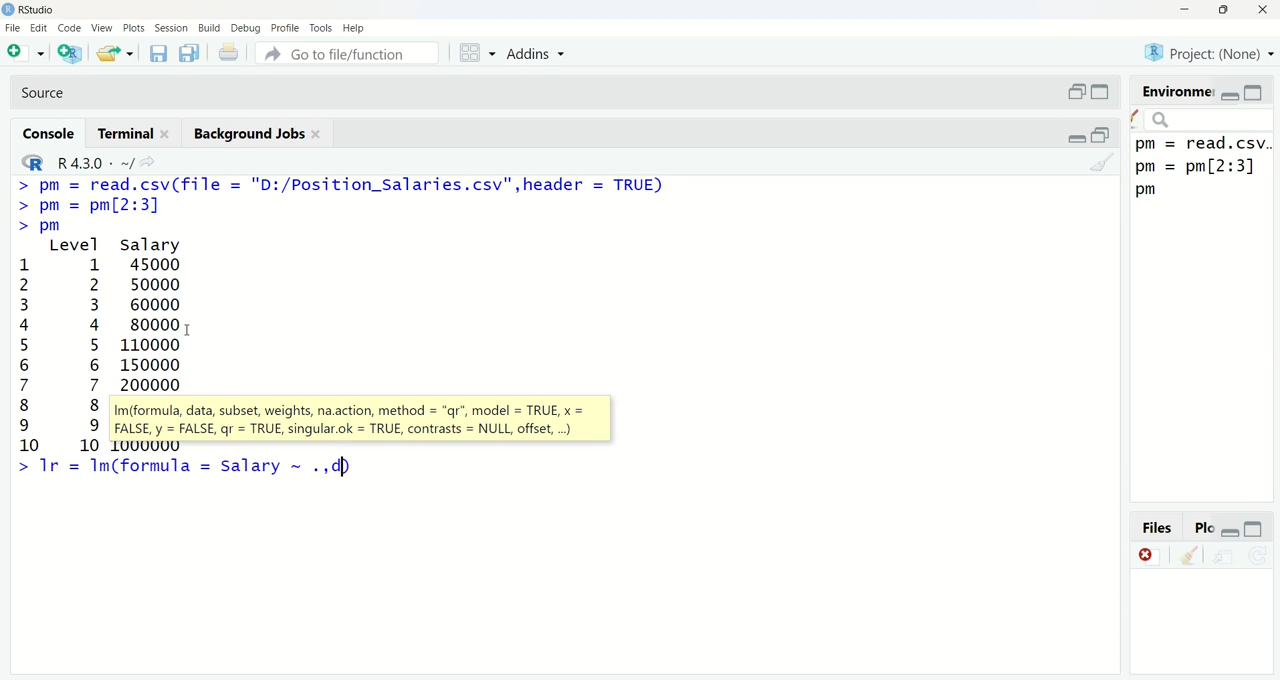 RStudio
File Edit Code View Plots Session Build Debug Profile Tools Help
Go to file/function Addins Project: (None)
Source
Environme
Console Terminal Background Jobs
R 4.3.0 · ~/
> pm = read.csv(file = "D:/Position_Salaries.csv",header = TRUE)
> pm = pm[2:3]
> pm
Level Salary
1 1 45000
2 2 50000
3 3 60000
4 4 80000
5 5 110000
6 6 150000
7 7 200000
8 8
9 9
10 10 1000000
lm(formula, data, subset, weights, na.action, method = "qr", model = TRUE, x =
FALSE, y = FALSE, qr = TRUE, singular.ok = TRUE, contrasts = NULL, offset, ...)
> lr = lm(formula = Salary ~ .,d)
pm = read.csv..
pm = pm[2:3]
pm
Files Plo